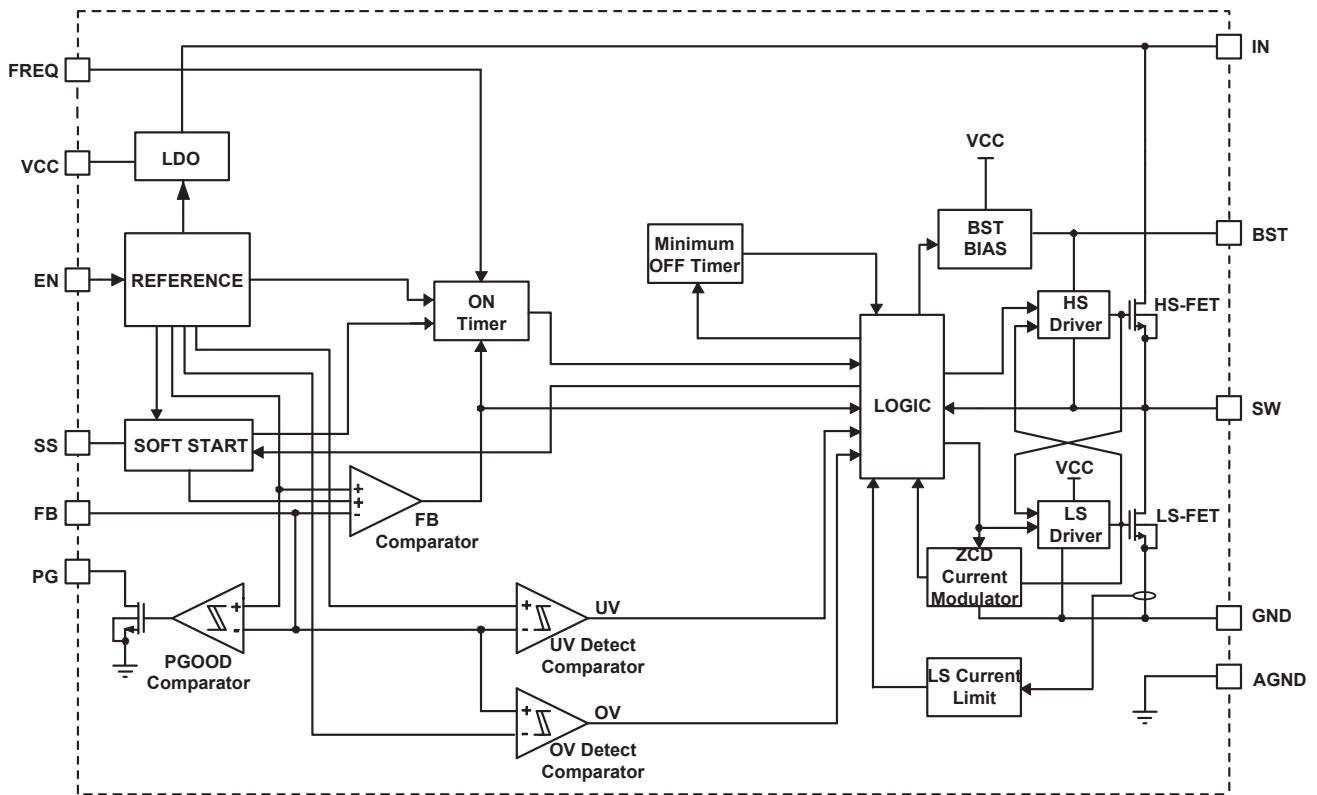 IN
FREQ
LDO
VCC
VCC
BST
BIAS
BST
Minimum
OFF Timer
EN
REFERENCE
ON
Timer
HS
Driver
HS-FET
LOGIC
SW
SS
SOFT START
VCC
+
+
-
FB
FB
Comparator
LS
Driver
LS-FET
ZCD
Current
Modulator
PG
+
-
PGOOD
Comparator
+
-
UV
UV Detect
Comparator
GND
LS Current
Limit
AGND
+
-
OV
OV Detect
Comparator